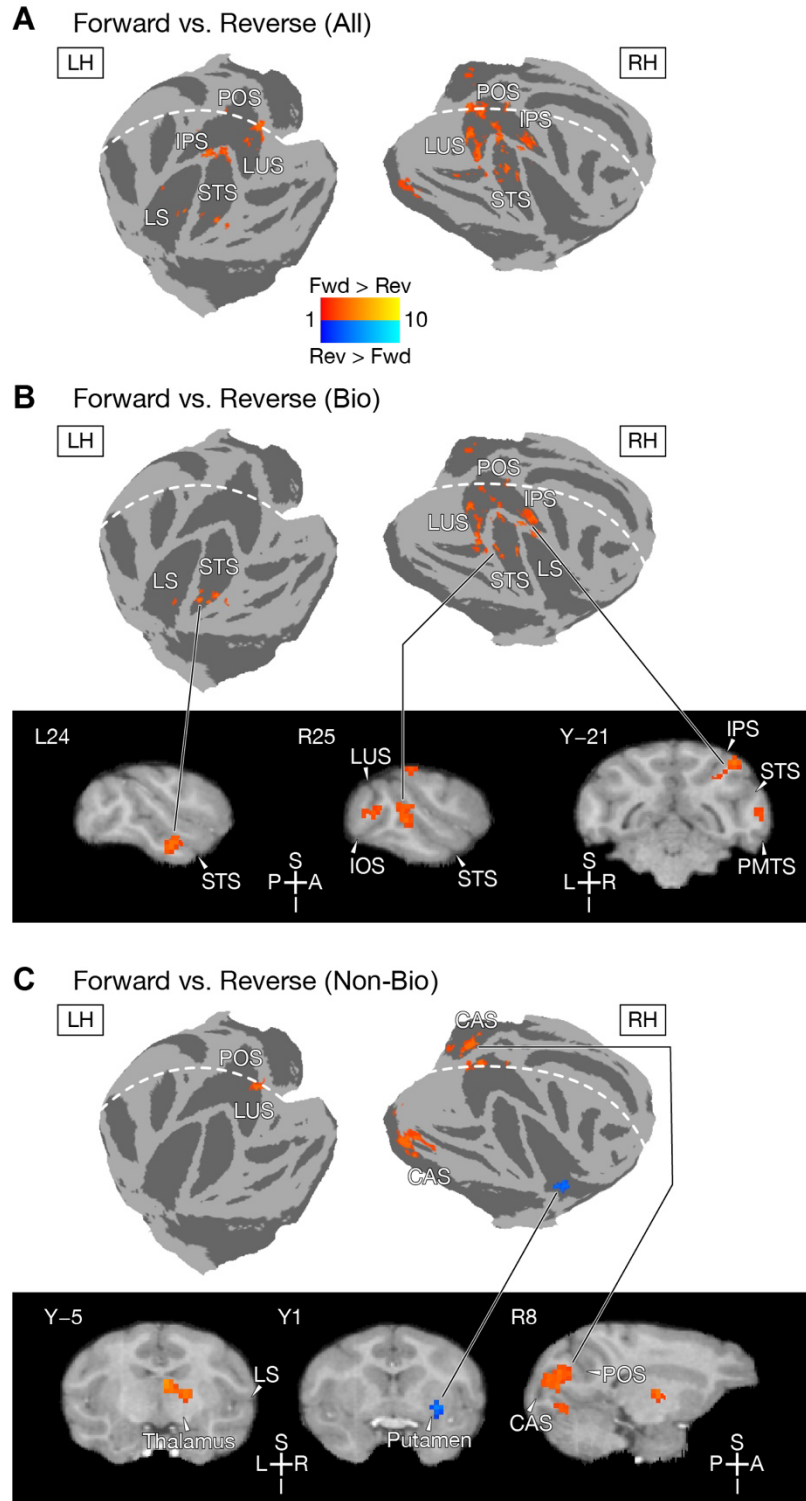 A Forward vs. Reverse (All)
LH
RH
POS
IPS
LUS
STS
LS
POS
IPS
LUS
STS
Fwd > Rev
1 10
Rev > Fwd
B Forward vs. Reverse (Bio)
LH
RH
LS
STS
POS
IPS
LUS
STS
LS
L24
STS
S
P A
I
R25
LUS
IOS
STS
Y−21
IPS
STS
PMTS
S
L R
I
C Forward vs. Reverse (Non-Bio)
LH
RH
POS
LUS
CAS
CAS
Y−5
LS
Thalamus
S
L R
I
Y1
Putamen
R8
POS
CAS
S
P A
I